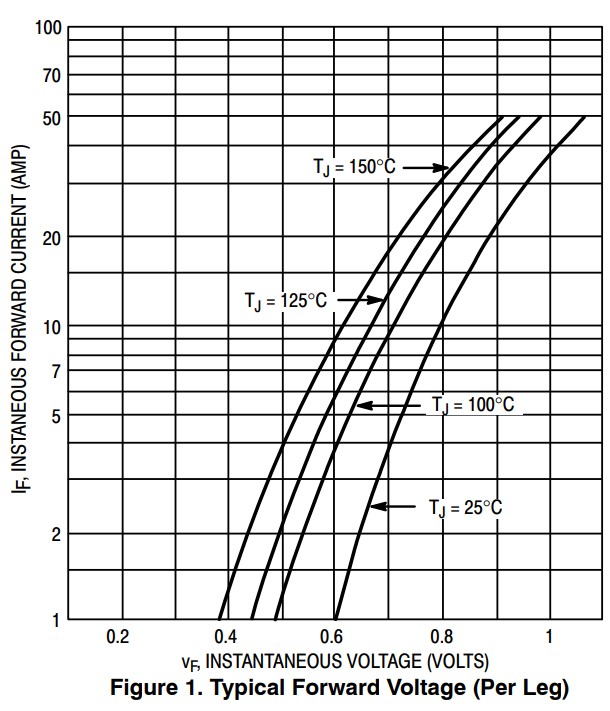 100
70
50
20
10
7
5
2
1
IF, INSTANEOUS FORWARD CURRENT (AMP)
TJ = 150°C
TJ = 125°C
TJ = 100°C
TJ = 25°C
0.2 0.4 0.6 0.8 1
vF, INSTANTANEOUS VOLTAGE (VOLTS)
Figure 1. Typical Forward Voltage (Per Leg)